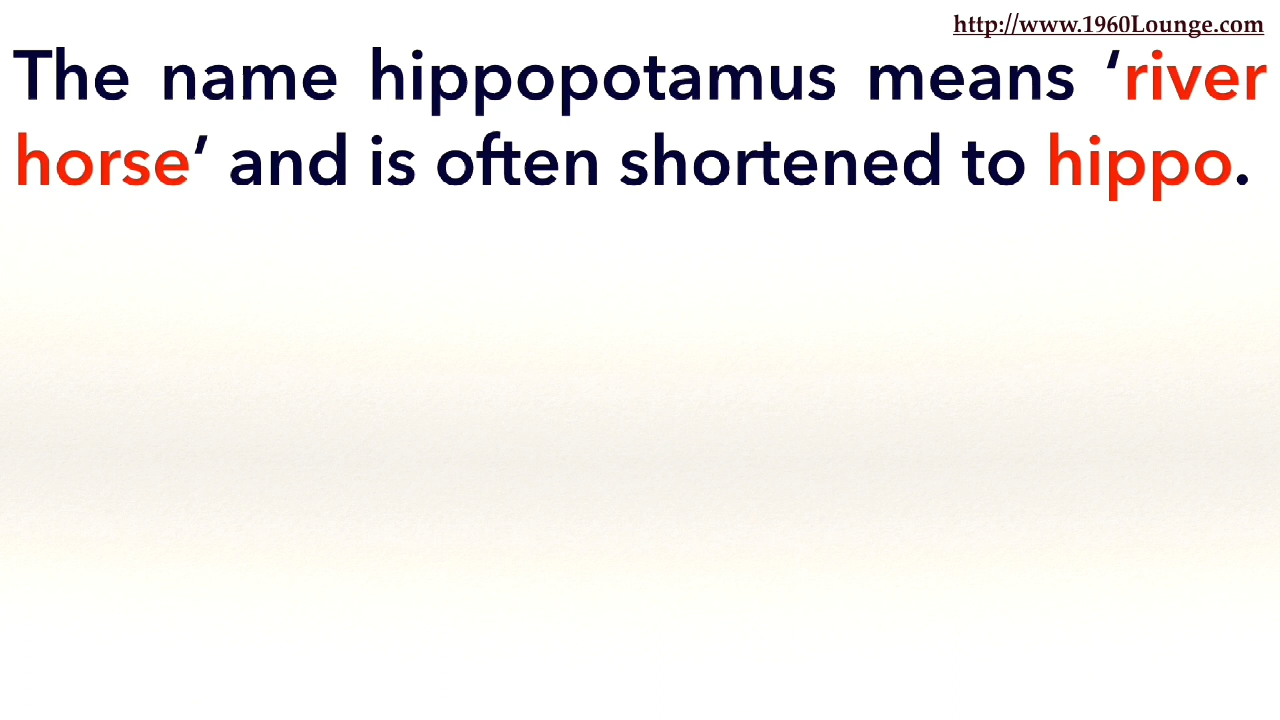 http://www.1960Lounge.com
The name hippopotamus means ‘river
horse’ and is often shortened to hippo.